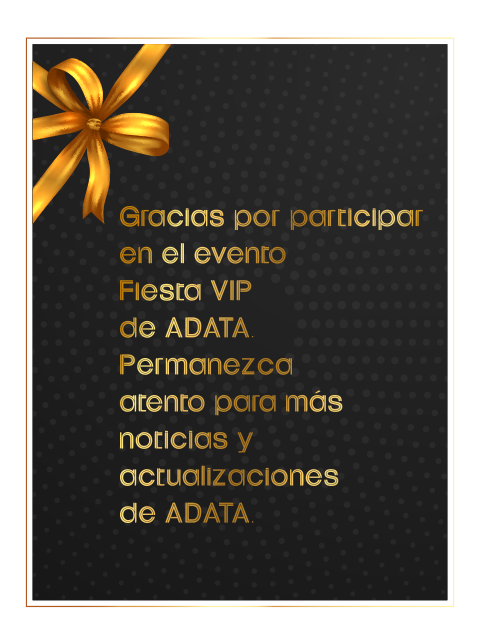 Gracias por participar
en el evento
Fiesta VIP
de ADATA.
Permanezca
atento para más
noticias y
actualizaciones
de ADATA.